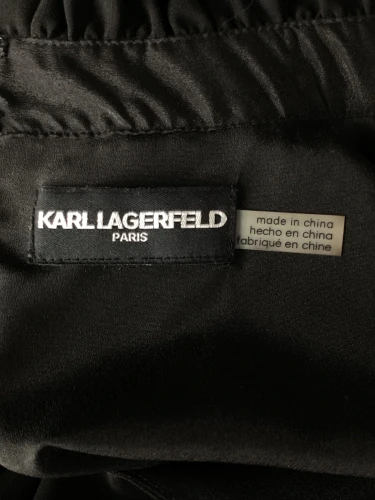 KARL LAGERFELD
PARIS
made in china
hecho en china
fabriqué en chine